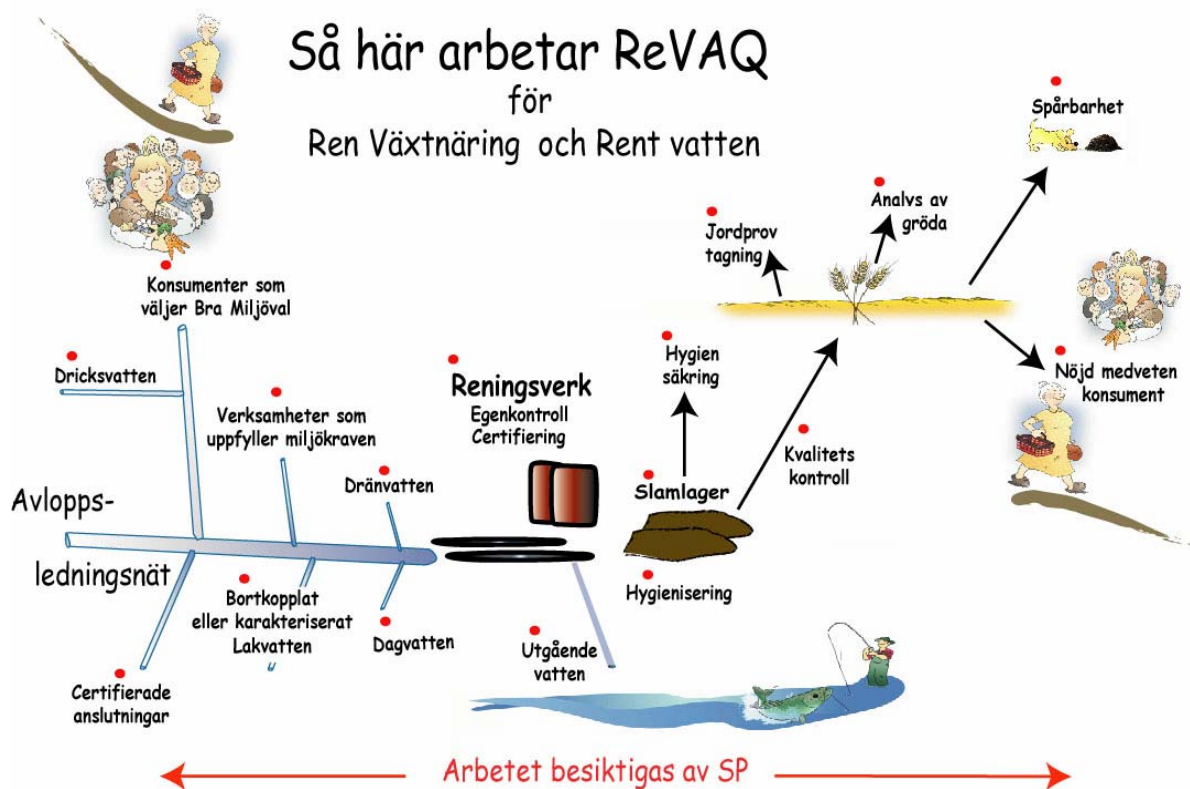 Så här arbetar ReVAQ
för
Ren Växtnäring och Rent vatten
Spårbarhet
Analys av
gröda
Jordprov
tagning
Konsumenter som
väljer Bra Miljöval
Dricksvatten
Verksamheter som
uppfyller miljökraven
Reningsverk
Egenkontroll
Certifiering
Hygien
säkring
Nöjd medveten
konsument
Kvalitets
kontroll
Dränvatten
Slamlager
Avlopps-
ledningsnät
Bortkopplat
eller karakteriserat
Lakvatten
Dagvatten
Hygienisering
Utgående
vatten
Certifierade
anslutningar
Arbetet besiktigas av SP